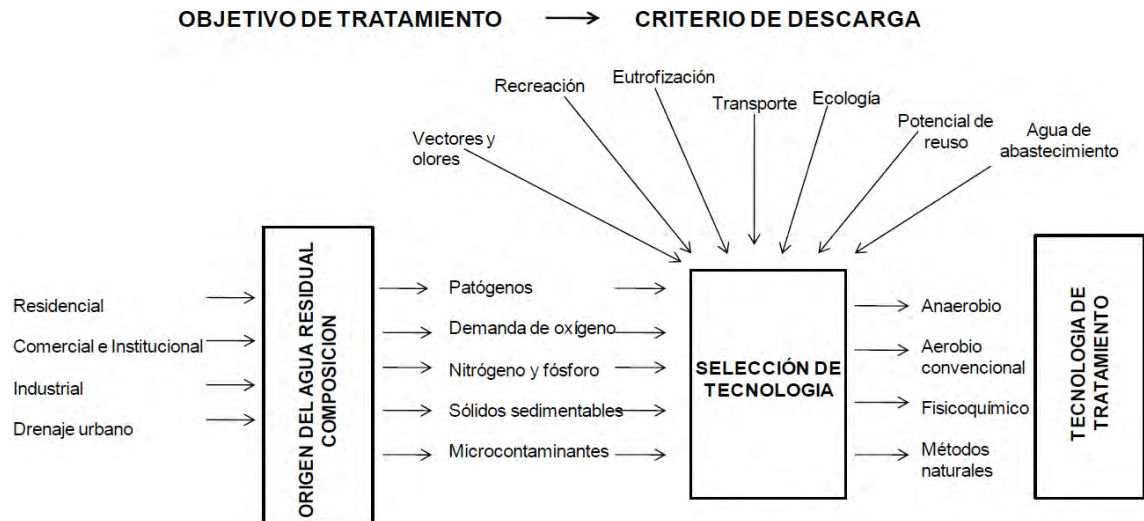 OBJETIVO DE TRATAMIENTO
CRITERIO DE DESCARGA
Recreación
Eutrofización
Transporte
Ecología
Potencial de
reuso
Agua de
abastecimiento
Vectores y
olores
Residencial
Comercial e Institucional
Industrial
Drenaje urbano
ORIGEN DEL AGUA RESIDUAL
COMPOSICION
Patógenos
Demanda de oxígeno
Nitrógeno y fósforo
Sólidos sedimentables
Microcontaminantes
SELECCIÓN DE
TECNOLOGIA
Anaerobio
Aerobio
convencional
Fisicoquímico
Métodos
naturales
TECNOLOGIA DE
TRATAMIENTO